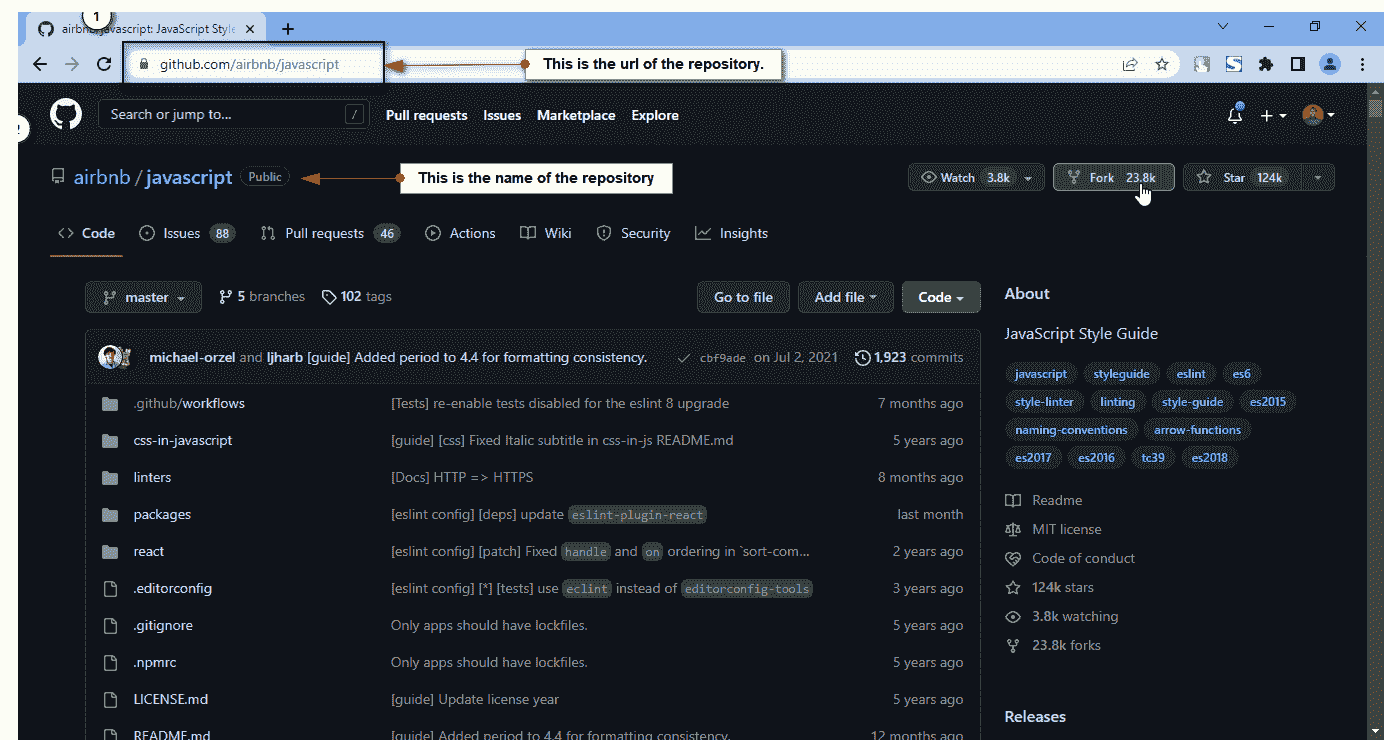 1
airbnb/javascript: JavaScript Style
github.com/airbnb/javascript
This is the url of the repository.
2
Search or jump to...
/
Pull requests Issues Marketplace Explore
airbnb / javascript Public
This is the name of the repository
Watch 3.8k
Fork 23.8k
Star 124k
Code Issues 88 Pull requests 46 Actions Wiki Security Insights
master 5 branches 102 tags
Go to file Add file Code
michael-orzel and ljharb [guide] Added period to 4.4 for formatting consistency. cbf9ade on Jul 2, 2021 1,923 commits
.github/workflows [Tests] re-enable tests disabled for the eslint 8 upgrade 7 months ago
css-in-javascript [guide] [css] Fixed Italic subtitle in css-in-js README.md 5 years ago
linters [Docs] HTTP => HTTPS 8 months ago
packages [eslint config] [deps] update eslint-plugin-react last month
react [eslint config] [patch] Fixed handle and on ordering in `sort-com... 2 years ago
.editorconfig [eslint config] [*] [tests] use eclint instead of editorconfig-tools 3 years ago
.gitignore Only apps should have lockfiles. 5 years ago
.npmrc Only apps should have lockfiles. 5 years ago
LICENSE.md [guide] Update license year 5 years ago
README.md [guide] Added period to 4.4 for formatting consistency. 12 months ago
About
JavaScript Style Guide
javascript styleguide eslint es6
style-linter linting style-guide es2015
naming-conventions arrow-functions
es2017 es2016 tc39 es2018
Readme
MIT license
Code of conduct
124k stars
3.8k watching
23.8k forks
Releases